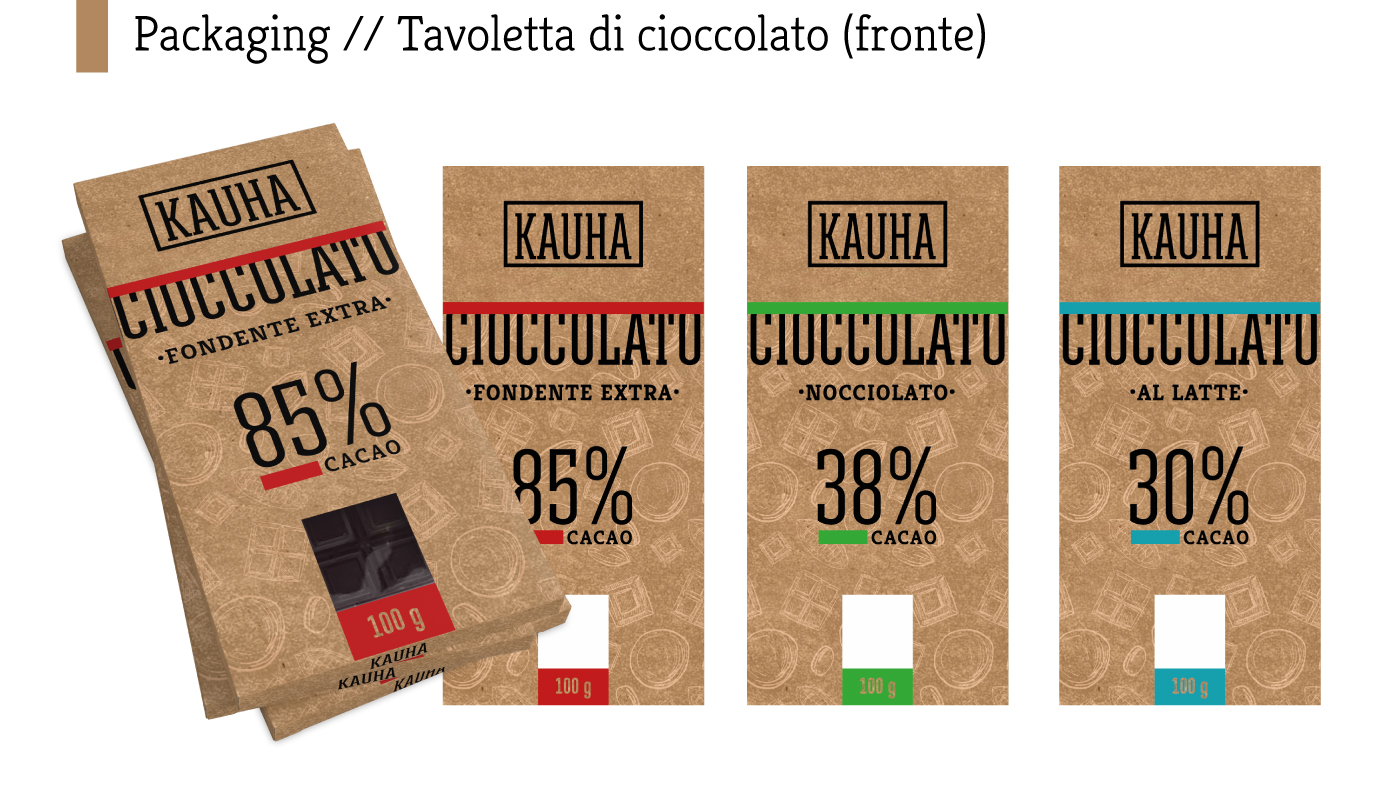 Packaging // Tavoletta di cioccolato (fronte)
KAUHA
CIOCCOLATO
·FONDENTE EXTRA·
85%
CACAO
100 g
KAUHA
KAUHA
KAUHA
KAUHA
CIOCCOLATO
·FONDENTE EXTRA·
85%
CACAO
100 g
KAUHA
CIOCCOLATO
·NOCCIOLATO·
38%
CACAO
100 g
KAUHA
CIOCCOLATO
·AL LATTE·
30%
CACAO
100 g